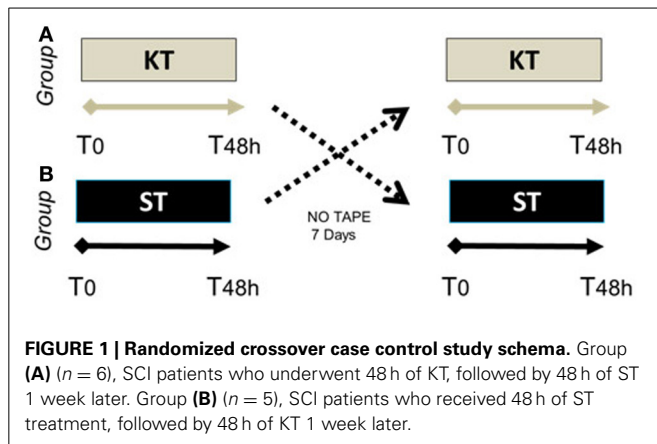 A
Group
KT
T0 T48h
KT
T0 T48h
B
Group
ST
T0 T48h
NO TAPE
7 Days
ST
T0 T48h
FIGURE 1 | Randomized crossover case control study schema. Group
(A) (n = 6), SCI patients who underwent 48 h of KT, followed by 48 h of ST
1 week later. Group (B) (n = 5), SCI patients who received 48 h of ST
treatment, followed by 48 h of KT 1 week later.